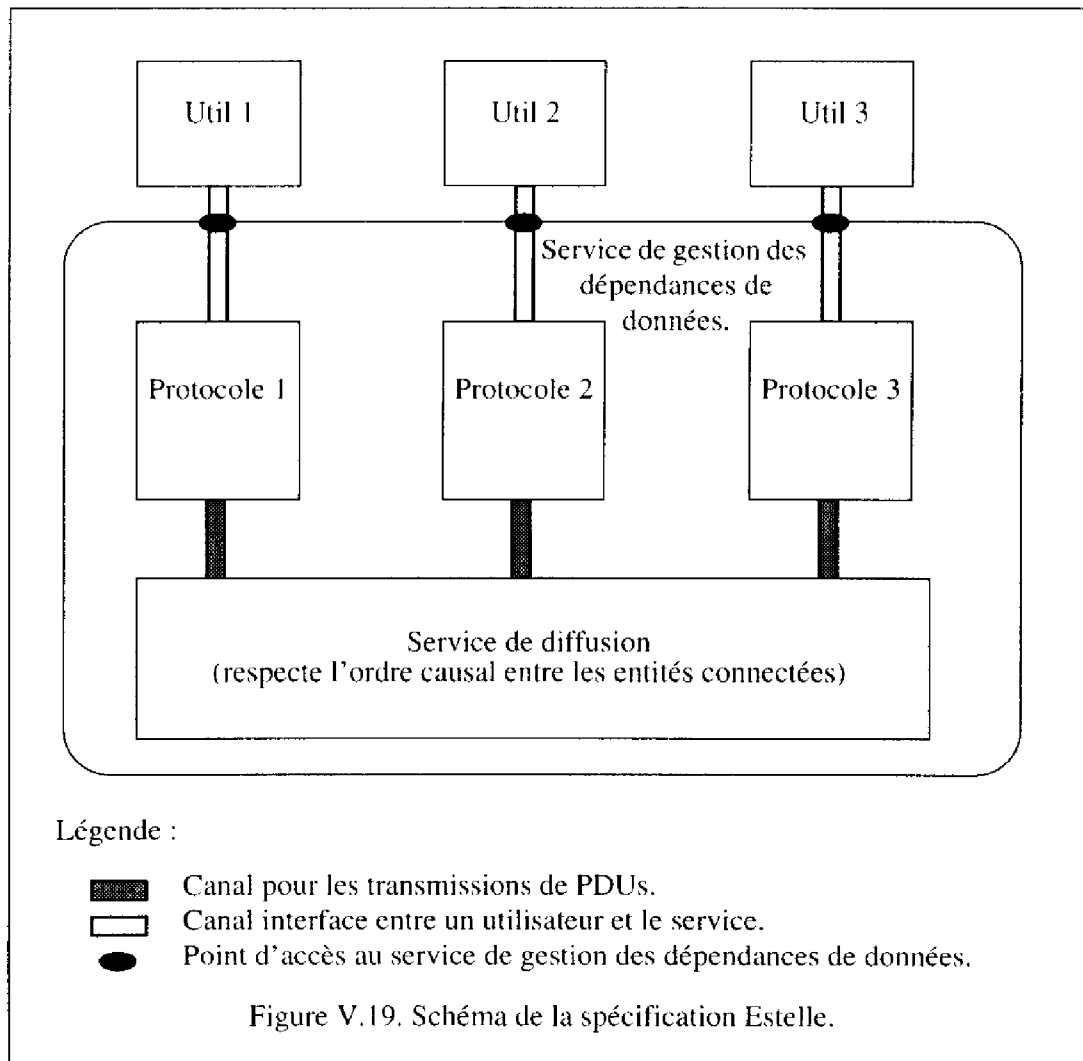 Util 1
Util 2
Util 3
Service de gestion des
dépendances de
données.
Protocole 1
Protocole 2
Protocole 3
Service de diffusion
(respecte l'ordre causal entre les entités connectées)
Légende :
Canal pour les transmissions de PDUs.
Canal interface entre un utilisateur et le service.
Point d'accès au service de gestion des dépendances de données.
Figure V.19. Schéma de la spécification Estelle.